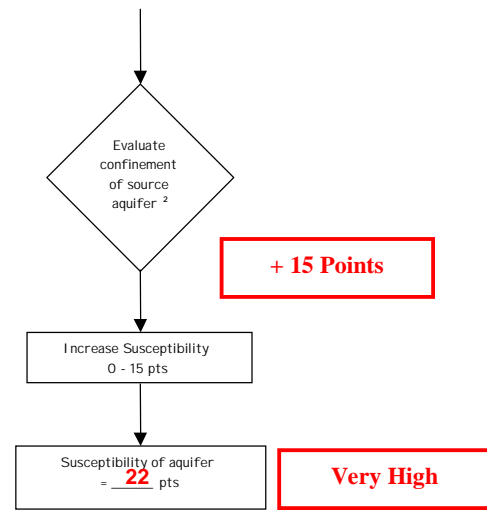 Evaluate
confinement
of source
aquifer ²
+ 15 Points
Increase Susceptibility
0 - 15 pts
Susceptibility of aquifer
= 22 pts
Very High